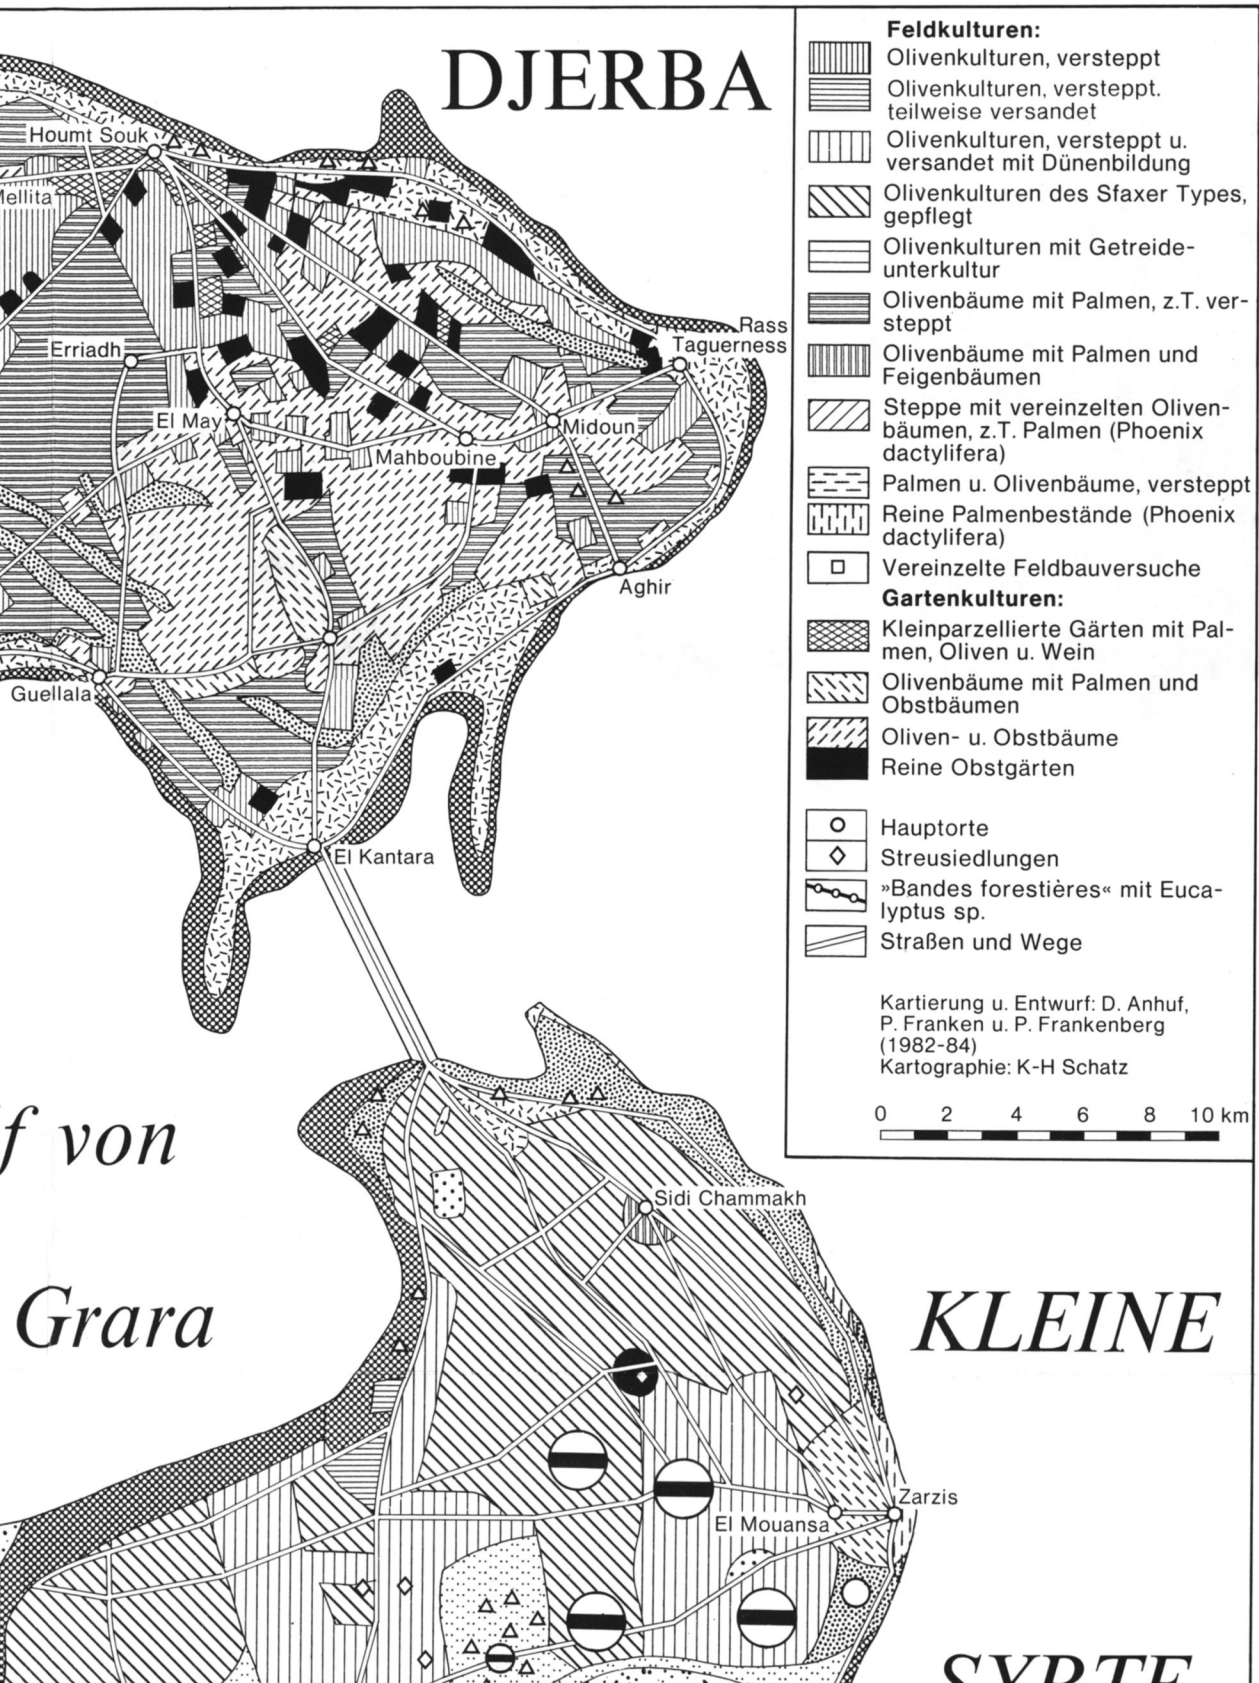 DJERBA
Houmt Souk
Mellita
Erriadh
El May
Mahboubine
Midoun
Rass
Taguerness
Aghir
Guellala
El Kantara
f von
Grara
Sidi Chammakh
KLEINE
Zarzis
El Mouansa
SYRTE
Feldkulturen:
Olivenkulturen, versteppt
Olivenkulturen, versteppt.
teilweise versandet
Olivenkulturen, versteppt u.
versandet mit Dünenbildung
Olivenkulturen des Sfaxer Types,
gepflegt
Olivenkulturen mit Getreide-
unterkultur
Olivenbäume mit Palmen, z.T. ver-
steppt
Olivenbäume mit Palmen und
Feigenbäumen
Steppe mit vereinzelten Oliven-
bäumen, z.T. Palmen (Phoenix
dactylifera)
Palmen u. Olivenbäume, versteppt
Reine Palmenbestände (Phoenix
dactylifera)
Vereinzelte Feldbauversuche
Gartenkulturen:
Kleinparzellierte Gärten mit Pal-
men, Oliven u. Wein
Olivenbäume mit Palmen und
Obstbäumen
Oliven- u. Obstbäume
Reine Obstgärten
Hauptorte
Streusiedlungen
»Bandes forestières« mit Euca-
lyptus sp.
Straßen und Wege
Kartierung u. Entwurf: D. Anhuf,
P. Franken u. P. Frankenberg
(1982-84)
Kartographie: K-H Schatz
0 2 4 6 8 10 km